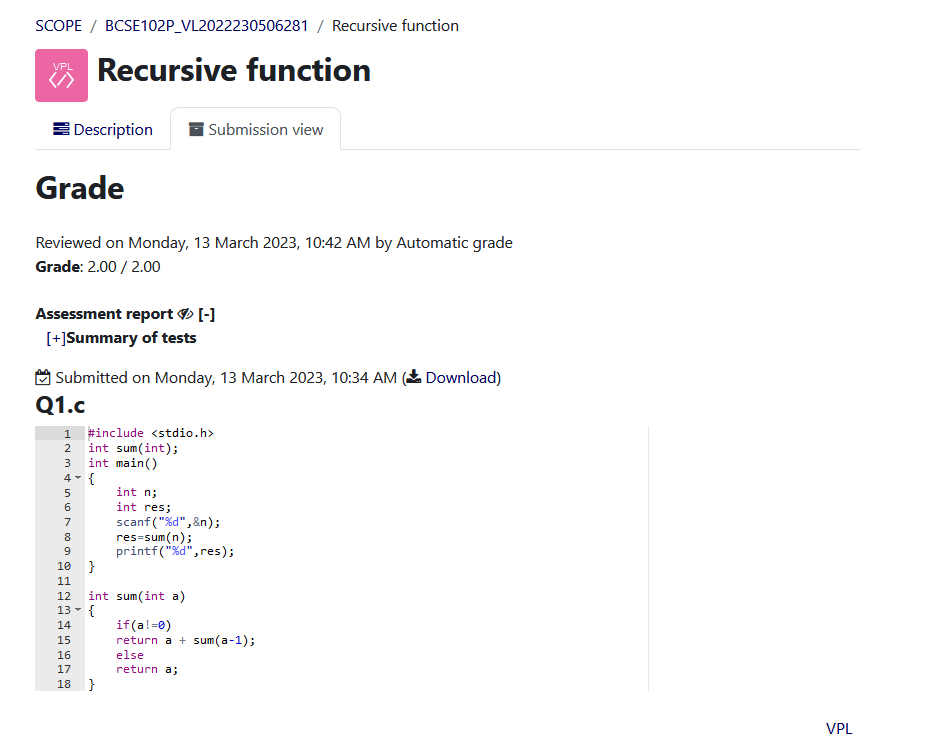 SCOPE / BCSE102P_VL2022230506281 / Recursive function
VPL
Recursive function
Description
Submission view
Grade
Reviewed on Monday, 13 March 2023, 10:42 AM by Automatic grade
Grade: 2.00 / 2.00
Assessment report [-]
[+]Summary of tests
Submitted on Monday, 13 March 2023, 10:34 AM (Download)
Q1.c
1 #include <stdio.h>
2 int sum(int);
3 int main()
4 {
5     int n;
6     int res;
7     scanf("%d",&n);
8     res=sum(n);
9     printf("%d",res);
10 }
11
12 int sum(int a)
13 {
14     if(a!=0)
15     return a + sum(a-1);
16     else
17     return a;
18 }
VPL